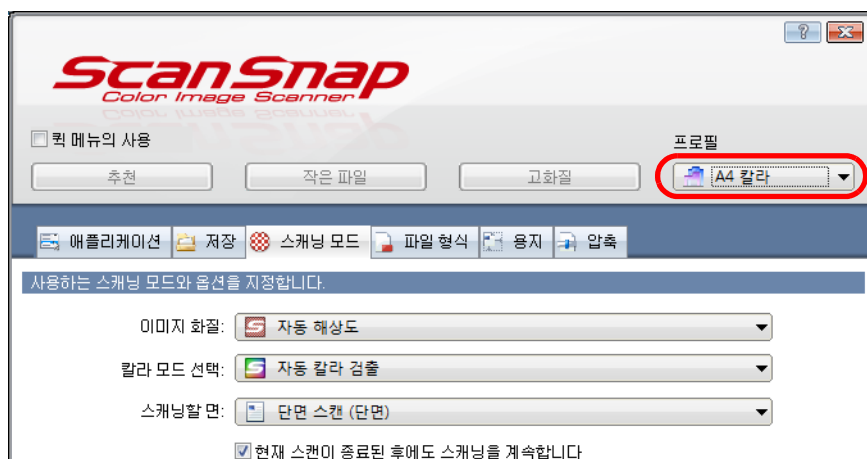 ScanSnap
Color Image Scanner
퀵 메뉴의 사용
프로필
추천 작은 파일 고화질 A4 칼라
애플리케이션 저장 스캐닝 모드 파일 형식 용지 압축
사용하는 스캐닝 모드와 옵션을 지정합니다.
이미지 화질: 자동 해상도
칼라 모드 선택: 자동 칼라 검출
스캐닝할 면: 단면 스캔 (단면)
현재 스캔이 종료된 후에도 스캐닝을 계속합니다